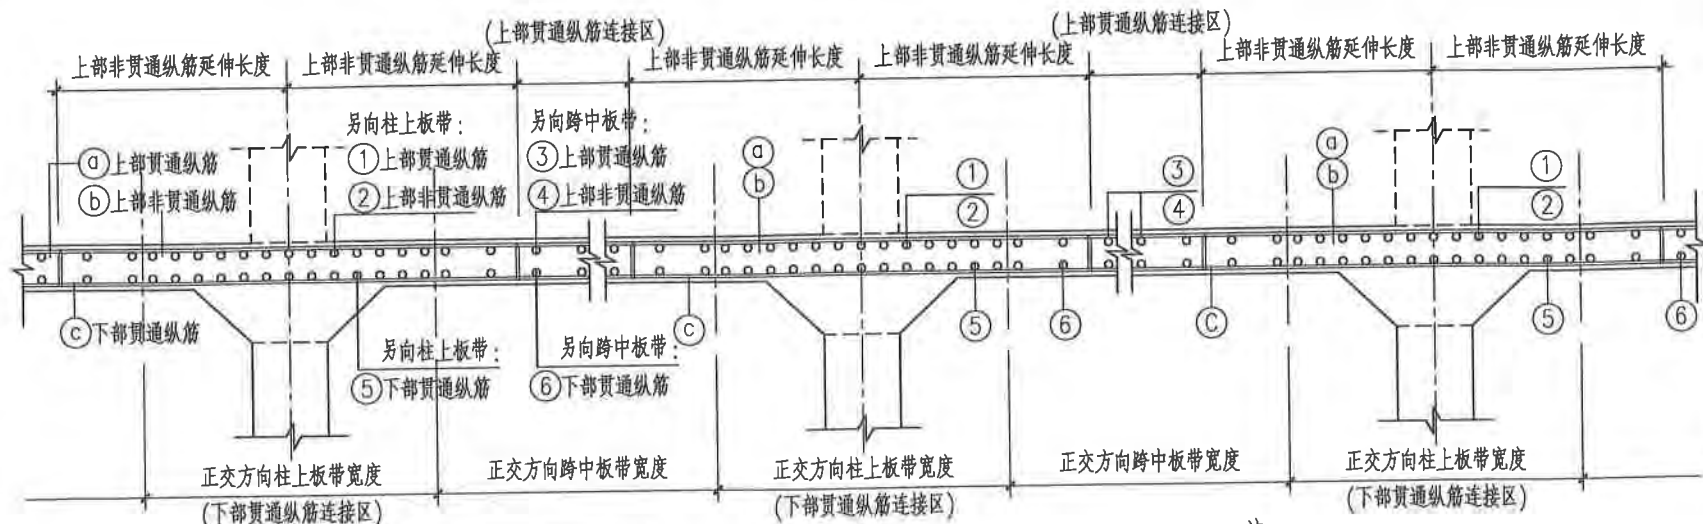 (上部贯通纵筋连接区)
(上部贯通纵筋连接区)
上部非贯通纵筋延伸长度
上部非贯通纵筋延伸长度
上部非贯通纵筋延伸长度
上部非贯通纵筋延伸长度
上部非贯通纵筋延伸长度
上部非贯通纵筋延伸长度
另向柱上板带:
另向跨中板带:
ⓐ上部贯通纵筋
①上部贯通纵筋
③上部贯通纵筋
ⓐ
①
③
ⓐ
①
ⓑ上部非贯通纵筋
②上部非贯通纵筋
④上部非贯通纵筋
ⓑ
②
④
ⓑ
②
ⓒ下部贯通纵筋
ⓒ
⑤
⑥
Ⓒ
⑤
⑥
另向柱上板带:
另向跨中板带:
⑤下部贯通纵筋
⑥下部贯通纵筋
正交方向柱上板带宽度
正交方向跨中板带宽度
正交方向柱上板带宽度
正交方向跨中板带宽度
正交方向柱上板带宽度
(下部贯通纵筋连接区)
(下部贯通纵筋连接区)
(下部贯通纵筋连接区)